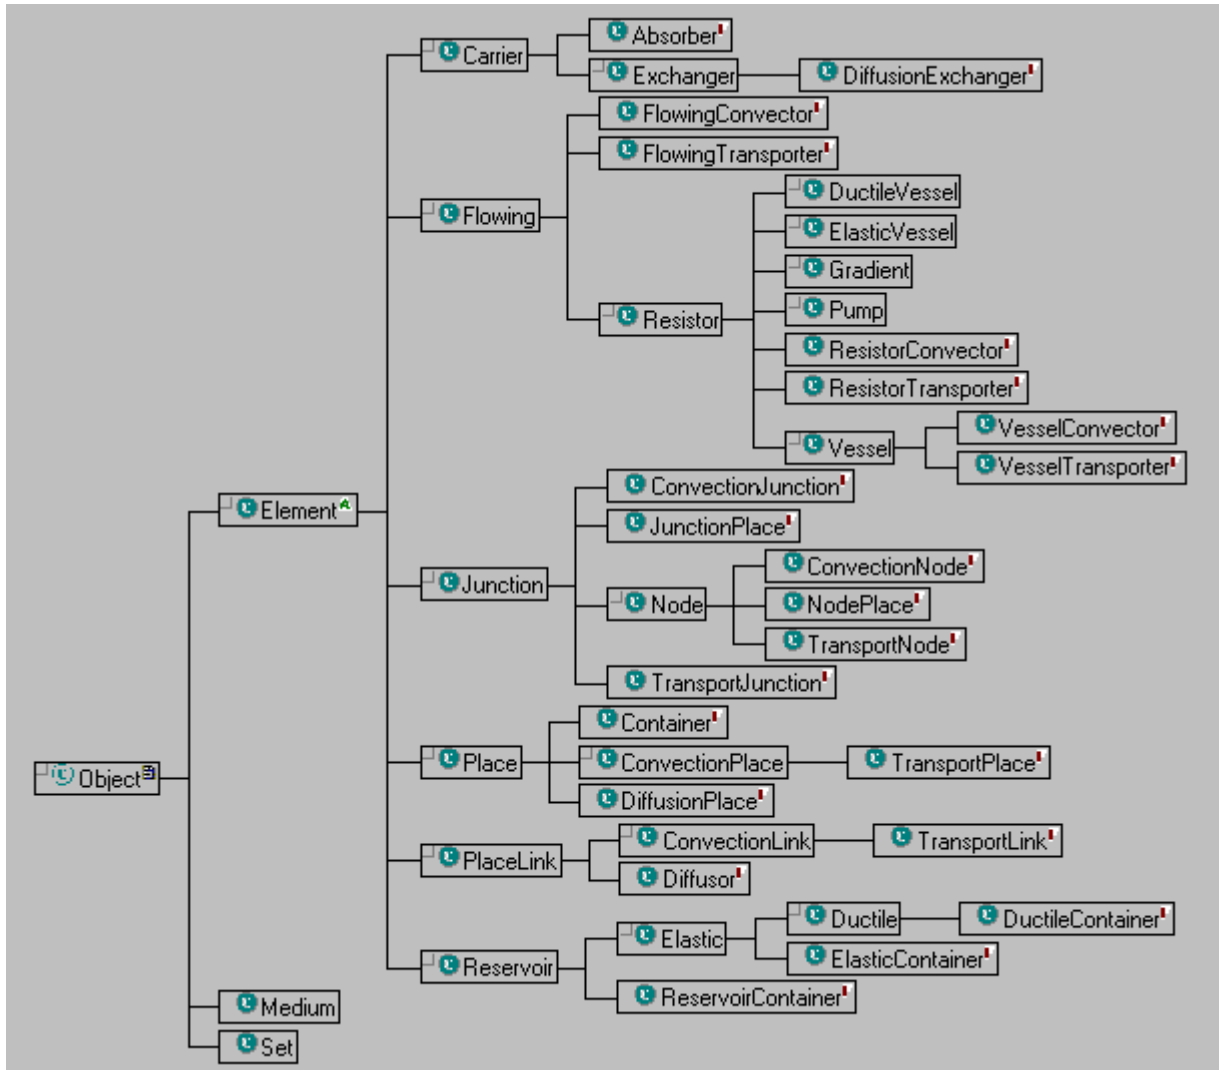 Absorber
Carrier
Exchanger
DiffusionExchanger
FlowingConvector
FlowingTransporter
DuctileVessel
Flowing
ElasticVessel
Gradient
Pump
Resistor
ResistorConvector
ResistorTransporter
VesselConvector
Vessel
VesselTransporter
ConvectionJunction
Element
JunctionPlace
ConvectionNode
Junction
Node
NodePlace
TransportNode
TransportJunction
Container
Place
ConvectionPlace
TransportPlace
Object
DiffusionPlace
ConvectionLink
TransportLink
PlaceLink
Diffusor
Ductile
DuctileContainer
Elastic
ElasticContainer
Reservoir
ReservoirContainer
Medium
Set